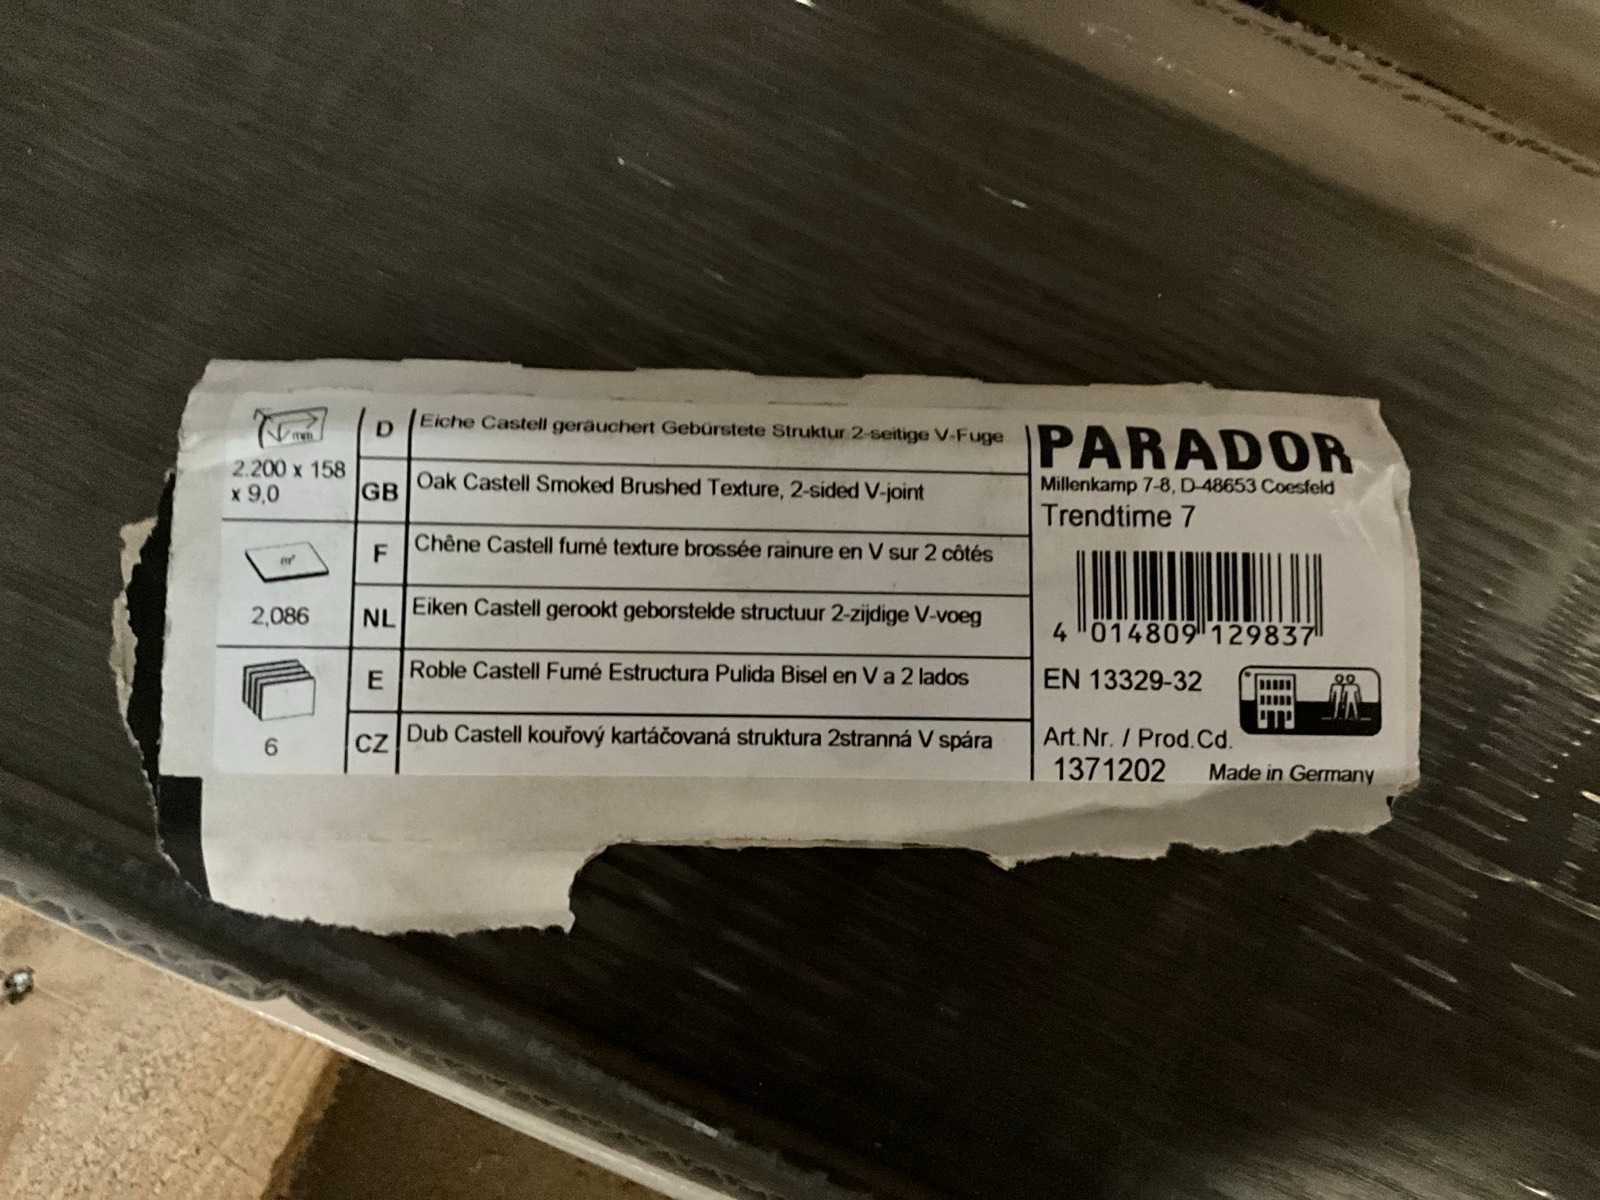 mm
2.200 x 158
x 9,0
m²
2,086
6
D Eiche Castell geräuchert Gebürstete Struktur 2-seitige V-Fuge
GB Oak Castell Smoked Brushed Texture, 2-sided V-joint
F Chêne Castell fumé texture brossée rainure en V sur 2 côtés
NL Eiken Castell gerookt geborstelde structuur 2-zijdige V-voeg
E Roble Castell Fumé Estructura Pulida Bisel en V a 2 lados
CZ Dub Castell kouřový kartáčovaná struktura 2stranná V spára
PARADOR
Millenkamp 7-8, D-48653 Coesfeld
Trendtime 7
4 014809 129837
EN 13329-32
Art.Nr. / Prod.Cd.
1371202 Made in Germany